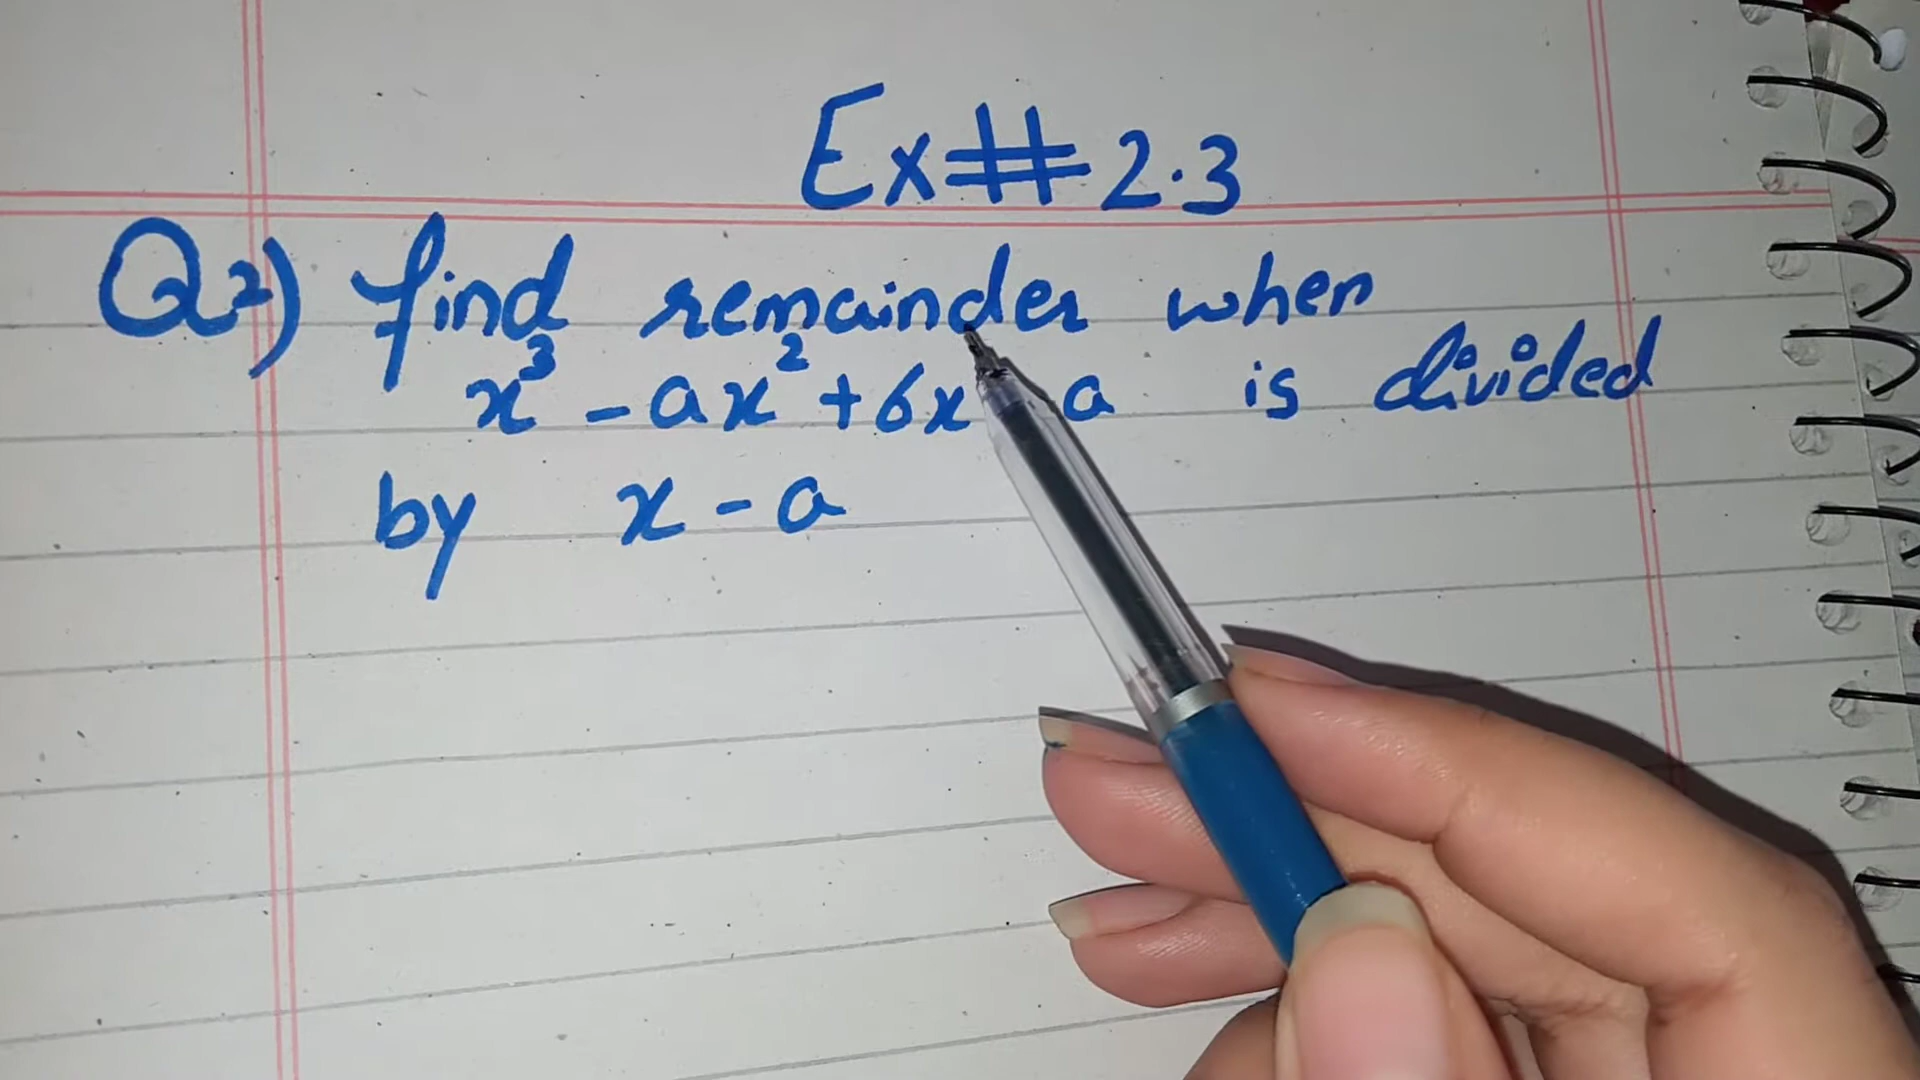 Ex # 2.3
Q2) find remainder when
x³ - ax² + 6x a is divided
by x - a